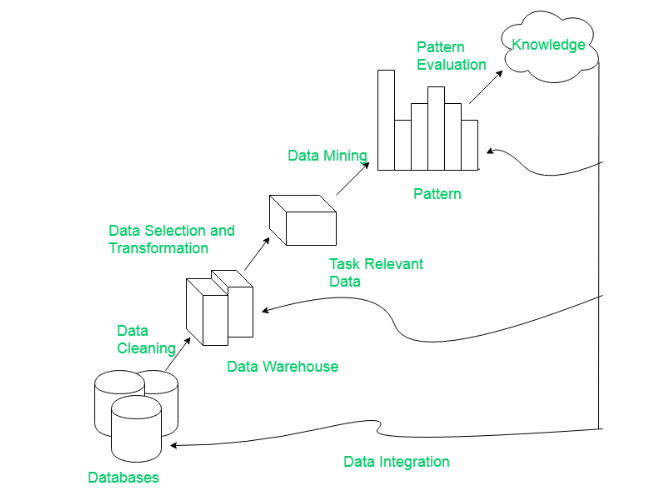 Knowledge
Pattern
Evaluation
Data Mining
Pattern
Data Selection and
Transformation
Task Relevant
Data
Data
Cleaning
Data Warehouse
Data Integration
Databases